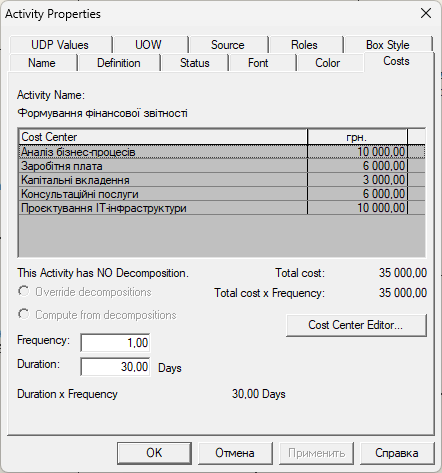 Activity Properties
UDP Values UOW Source Roles Box Style
Name Definition Status Font Color Costs
Activity Name:
Формування фінансової звітності
Cost Center грн.
Аналіз бізнес-процесів 10 000,00
Заробітня плата 6 000,00
Капітальні вкладення 3 000,00
Консультаційні послуги 6 000,00
Проєктування ІТ-інфраструктури 10 000,00
This Activity has NO Decomposition. Total cost: 35 000,00
Override decompositions Total cost x Frequency: 35 000,00
Compute from decompositions
Cost Center Editor...
Frequency: 1,00
Duration: 30,00 Days
Duration x Frequency 30,00 Days
OK Отмена Применить Справка